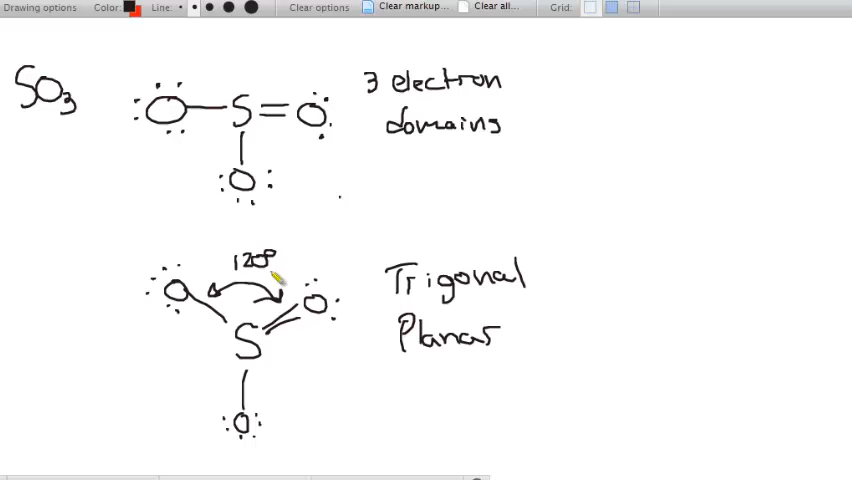 Drawing options Color: Line: Clear options Clear markup... Clear all... Grid:
SO3
O S O
O
3 electron
domains
120°
O O
S
O
Trigonal
Planar